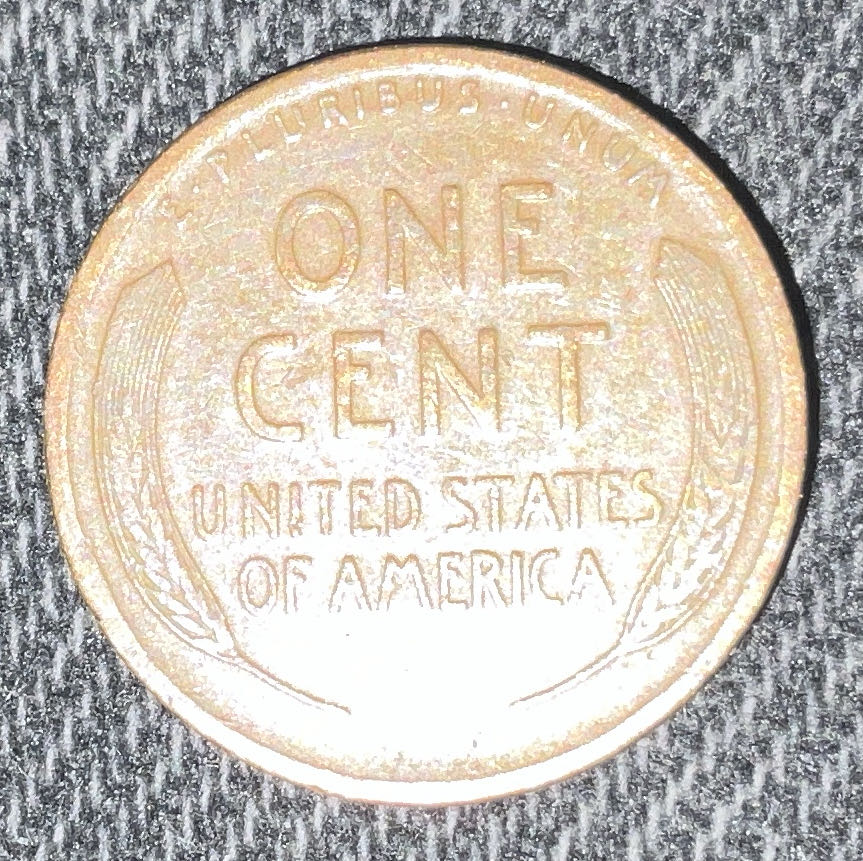 E·PLURIBUS·UNUM
ONE
CENT
UNITED STATES
OF AMERICA